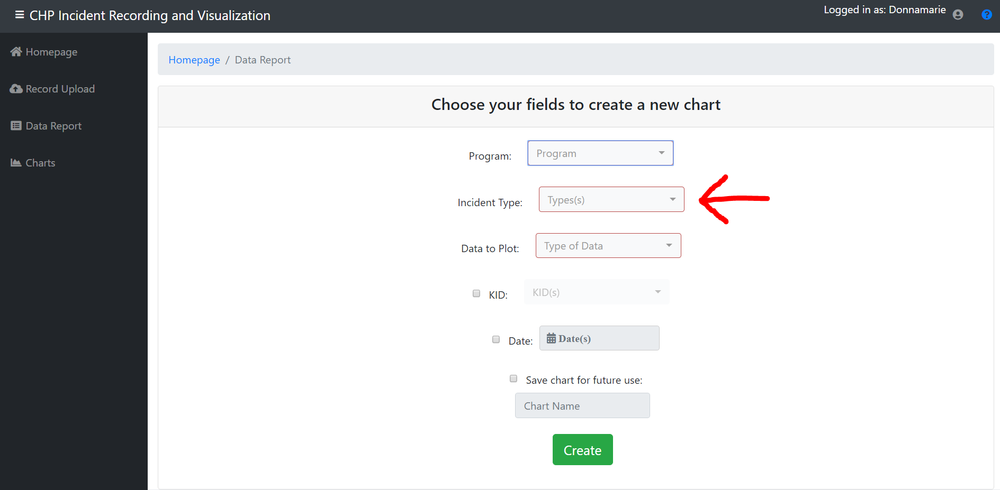 CHP Incident Recording and Visualization
Logged in as: Donnamarie
?
Homepage
Record Upload
Data Report
Charts
Homepage / Data Report
Choose your fields to create a new chart
Program: Program
Incident Type: Types(s)
Data to Plot: Type of Data
KID: KID(s)
Date: Date(s)
Save chart for future use:
Chart Name
Create